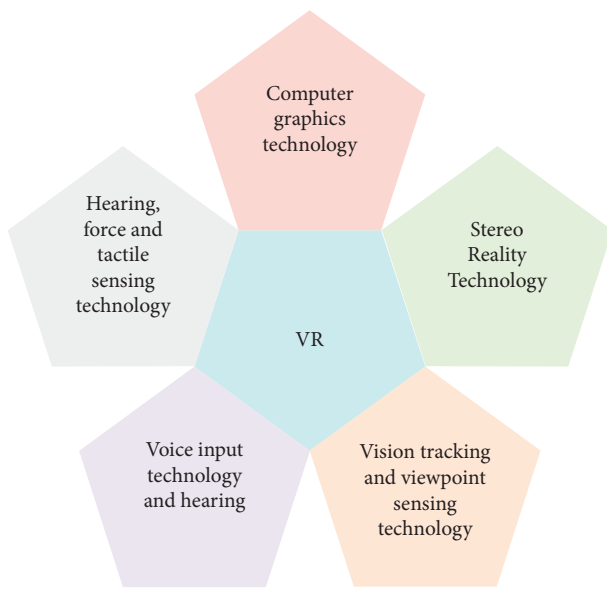 Computer
graphics
technology
Hearing,
force and
tactile
sensing
technology
Stereo
Reality
Technology
VR
Voice input
technology
and hearing
Vision tracking
and viewpoint
sensing
technology